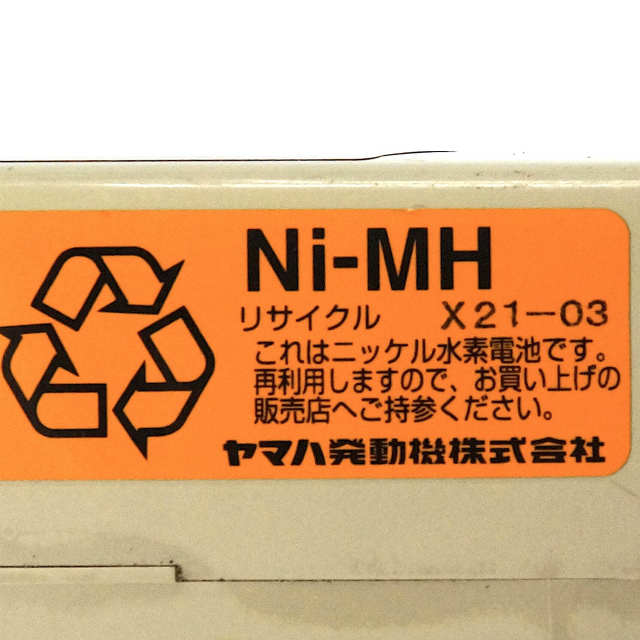 Ni-MH
リサイクル X21-03
これはニッケル水素電池です。
再利用しますので、お買い上げの
販売店へご持参ください。
ヤマハ発動機株式会社